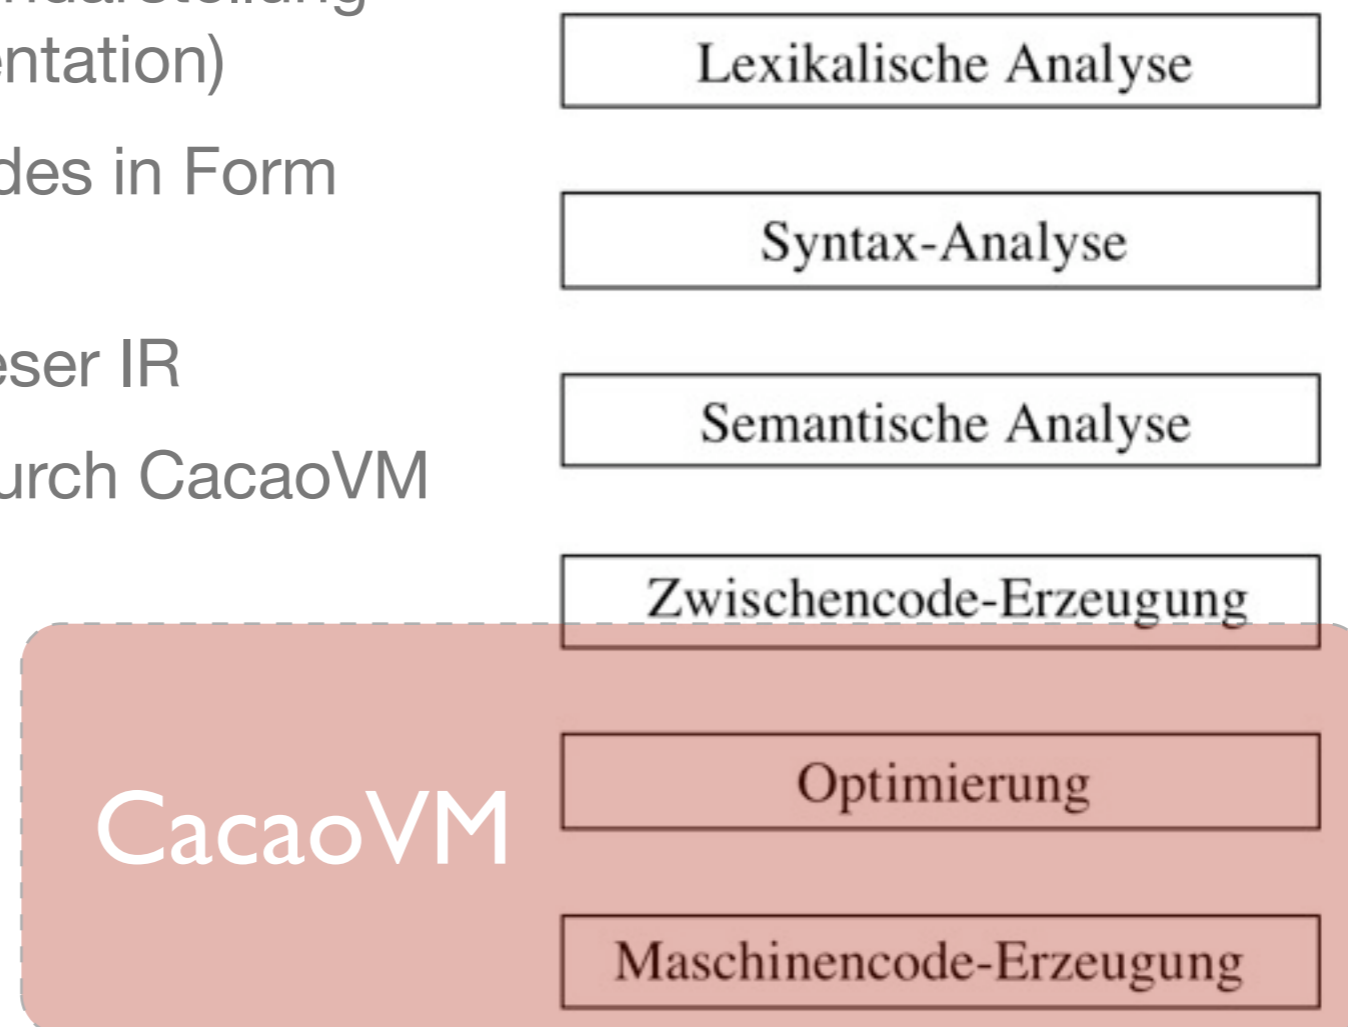 entation)
des in Form
eser IR
urch CacaoVM
Lexikalische Analyse
Syntax-Analyse
Semantische Analyse
Zwischencode-Erzeugung
CacaoVM
Optimierung
Maschinencode-Erzeugung